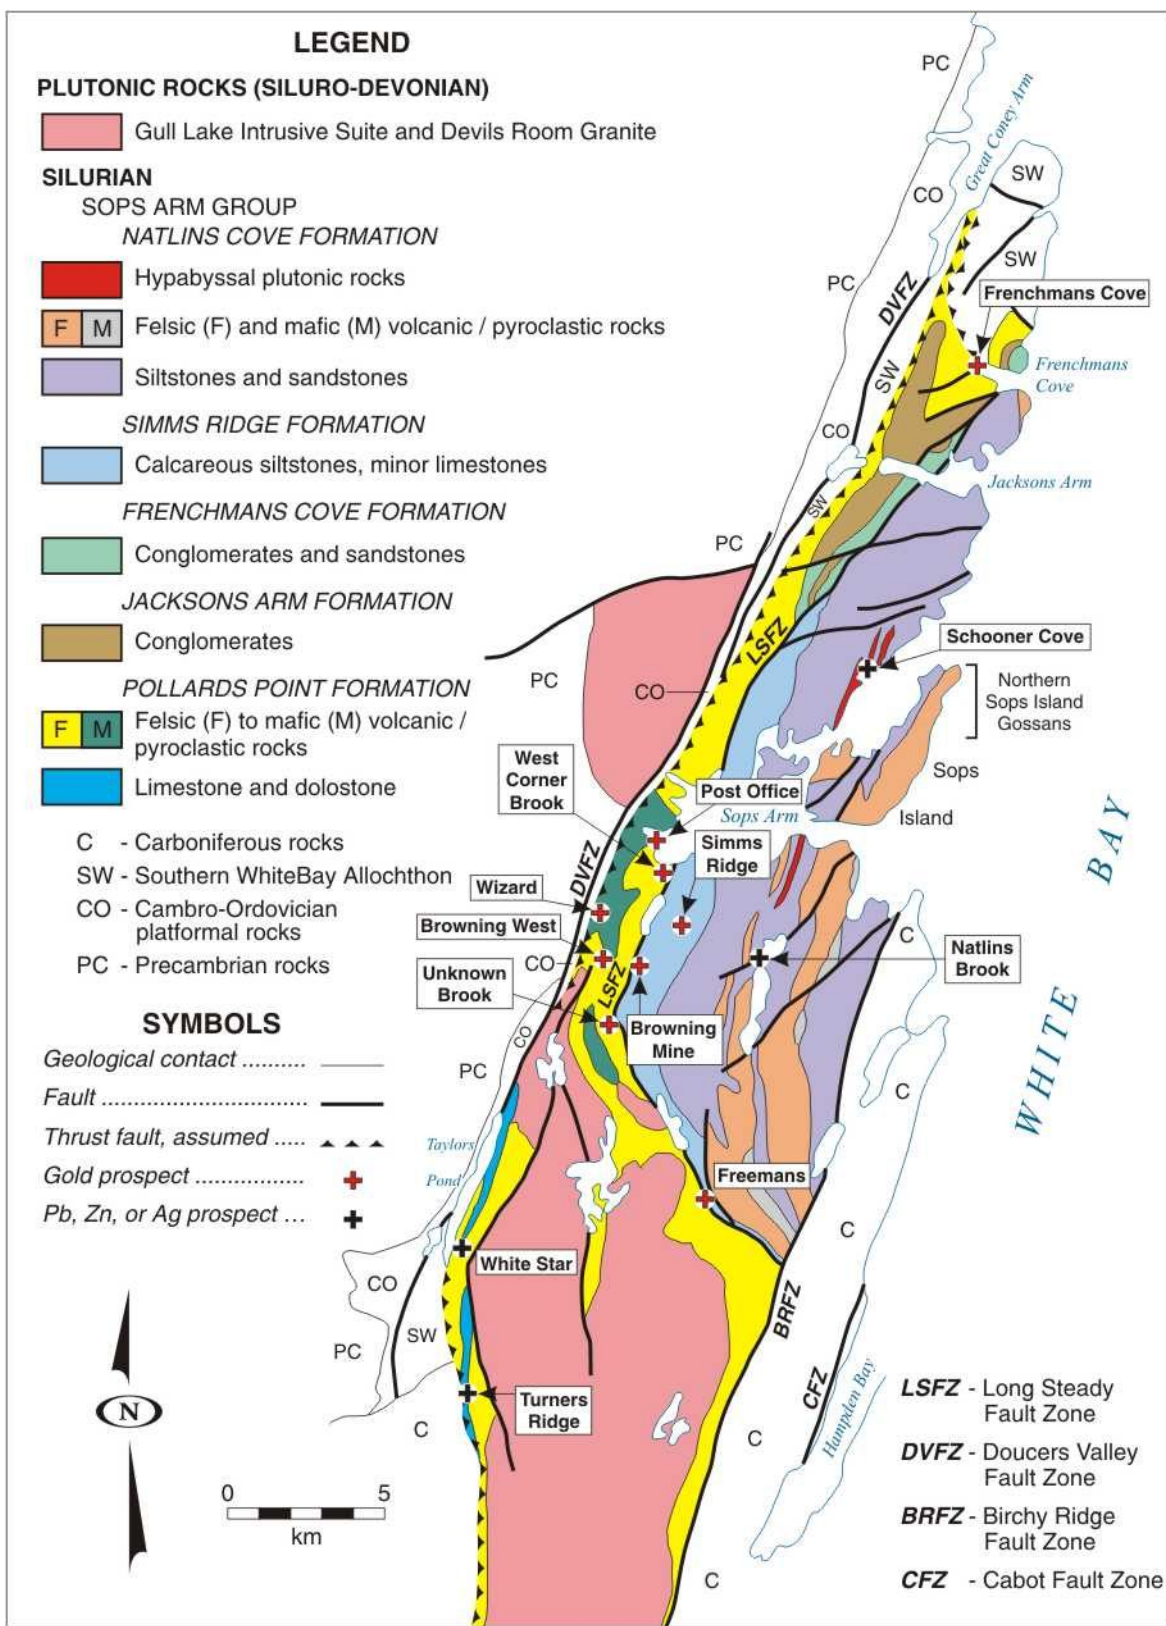 LEGEND
PLUTONIC ROCKS (SILURO-DEVONIAN)
Gull Lake Intrusive Suite and Devils Room Granite
SILURIAN
SOPS ARM GROUP
NATLINS COVE FORMATION
Hypabyssal plutonic rocks
F M Felsic (F) and mafic (M) volcanic / pyroclastic rocks
Siltstones and sandstones
SIMMS RIDGE FORMATION
Calcareous siltstones, minor limestones
FRENCHMANS COVE FORMATION
Conglomerates and sandstones
JACKSONS ARM FORMATION
Conglomerates
POLLARDS POINT FORMATION
F M Felsic (F) to mafic (M) volcanic /
pyroclastic rocks
Limestone and dolostone
C - Carboniferous rocks
SW - Southern WhiteBay Allochthon
CO - Cambro-Ordovician
platformal rocks
PC - Precambrian rocks
SYMBOLS
Geological contact ..........
Fault ...............................
Thrust fault, assumed .....
Gold prospect .................
Pb, Zn, or Ag prospect ...
N
0 5
km
PC
Great Coney Arm
SW
CO
SW
PC
DVFZ
Frenchmans Cove
SW
Frenchmans
Cove
CO
Jacksons Arm
SW
PC
LSFZ
Schooner Cove
PC
CO
Northern
Sops Island
Gossans
West
Corner
Brook
Sops
Post Office
Sops Arm
Island
Simms
Ridge
DVFZ
Wizard
Browning West
C
CO
Natlins
Brook
Unknown
Brook
LSFZ
CO
Browning
Mine
PC
C
WHITE BAY
Taylors
Pond
Freemans
C
White Star
CO
SW
PC
BRFZ
CFZ
Hampden Bay
Turners
Ridge
C
C
C
LSFZ - Long Steady
Fault Zone
DVFZ - Doucers Valley
Fault Zone
BRFZ - Birchy Ridge
Fault Zone
CFZ - Cabot Fault Zone